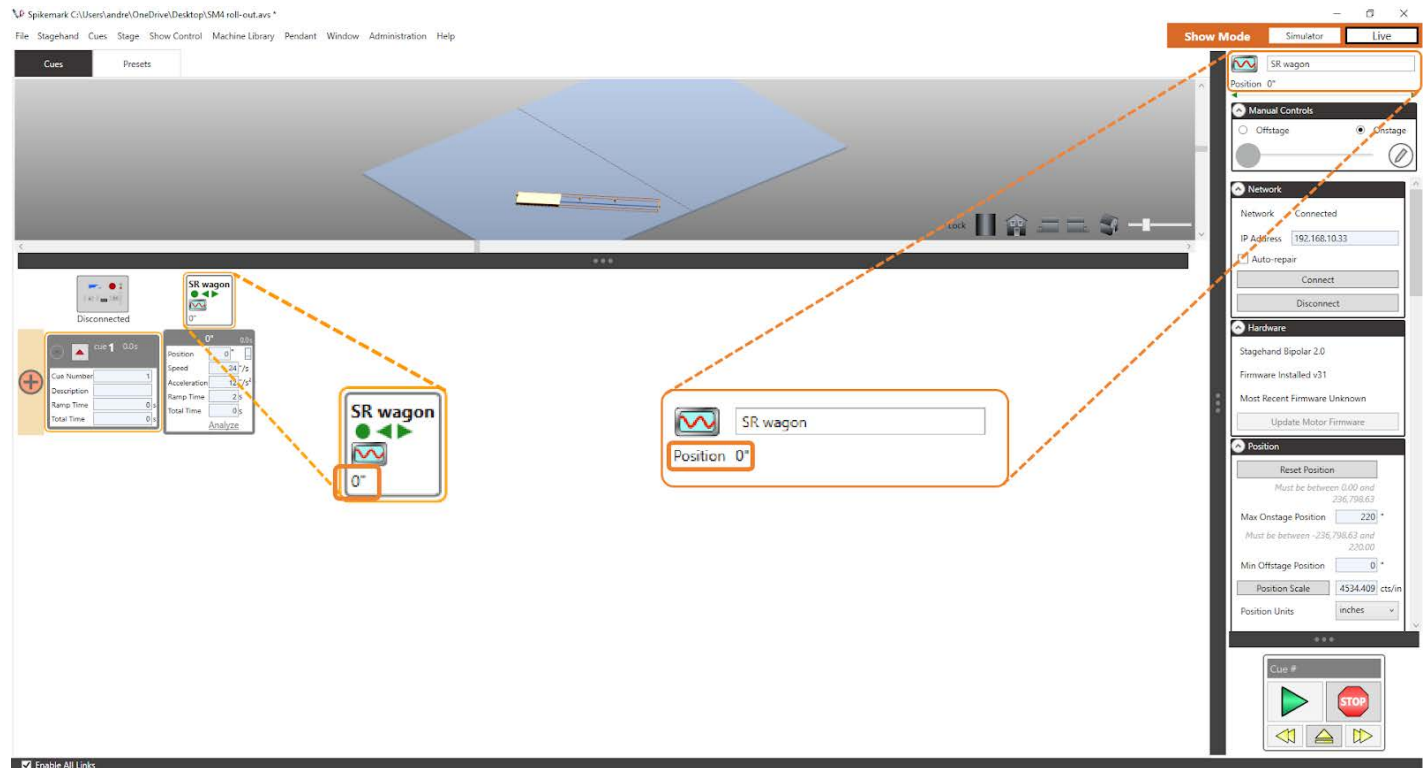 Spikemark C:\Users\andre\OneDrive\Desktop\SM4 roll-out.avs *
File Stagehand Cues Stage Show Control Machine Library Pendant Window Administration Help
Show Mode Simulator Live
Cues Presets
SR wagon
Position 0"
Manual Controls
Offstage Onstage
Lock
Network
Network Connected
IP Address 192.168.10.33
Auto-repair
Connect
Disconnect
Hardware
Stagehand Bipolar 2.0
Firmware Installed v31
Most Recent Firmware Unknown
Update Motor Firmware
Position
Reset Position
Must be between 0.00 and
236,798.63
Max Onstage Position 220 "
Must be between -236,798.63 and
220.00
Min Offstage Position 0 "
Position Scale 4534.409 cts/in
Position Units inches
Cue #
STOP
Disconnected
SR wagon
0"
cue 1 0.0s
Cue Number 1
Description
Ramp Time 0 s
Total Time 0 s
0" 0.0s
Position 0 "
Speed 24 "/s
Acceleration 12 "/s²
Ramp Time 2 s
Total Time 0 s
Analyze
SR wagon
0"
SR wagon
Position 0"
Enable All Links